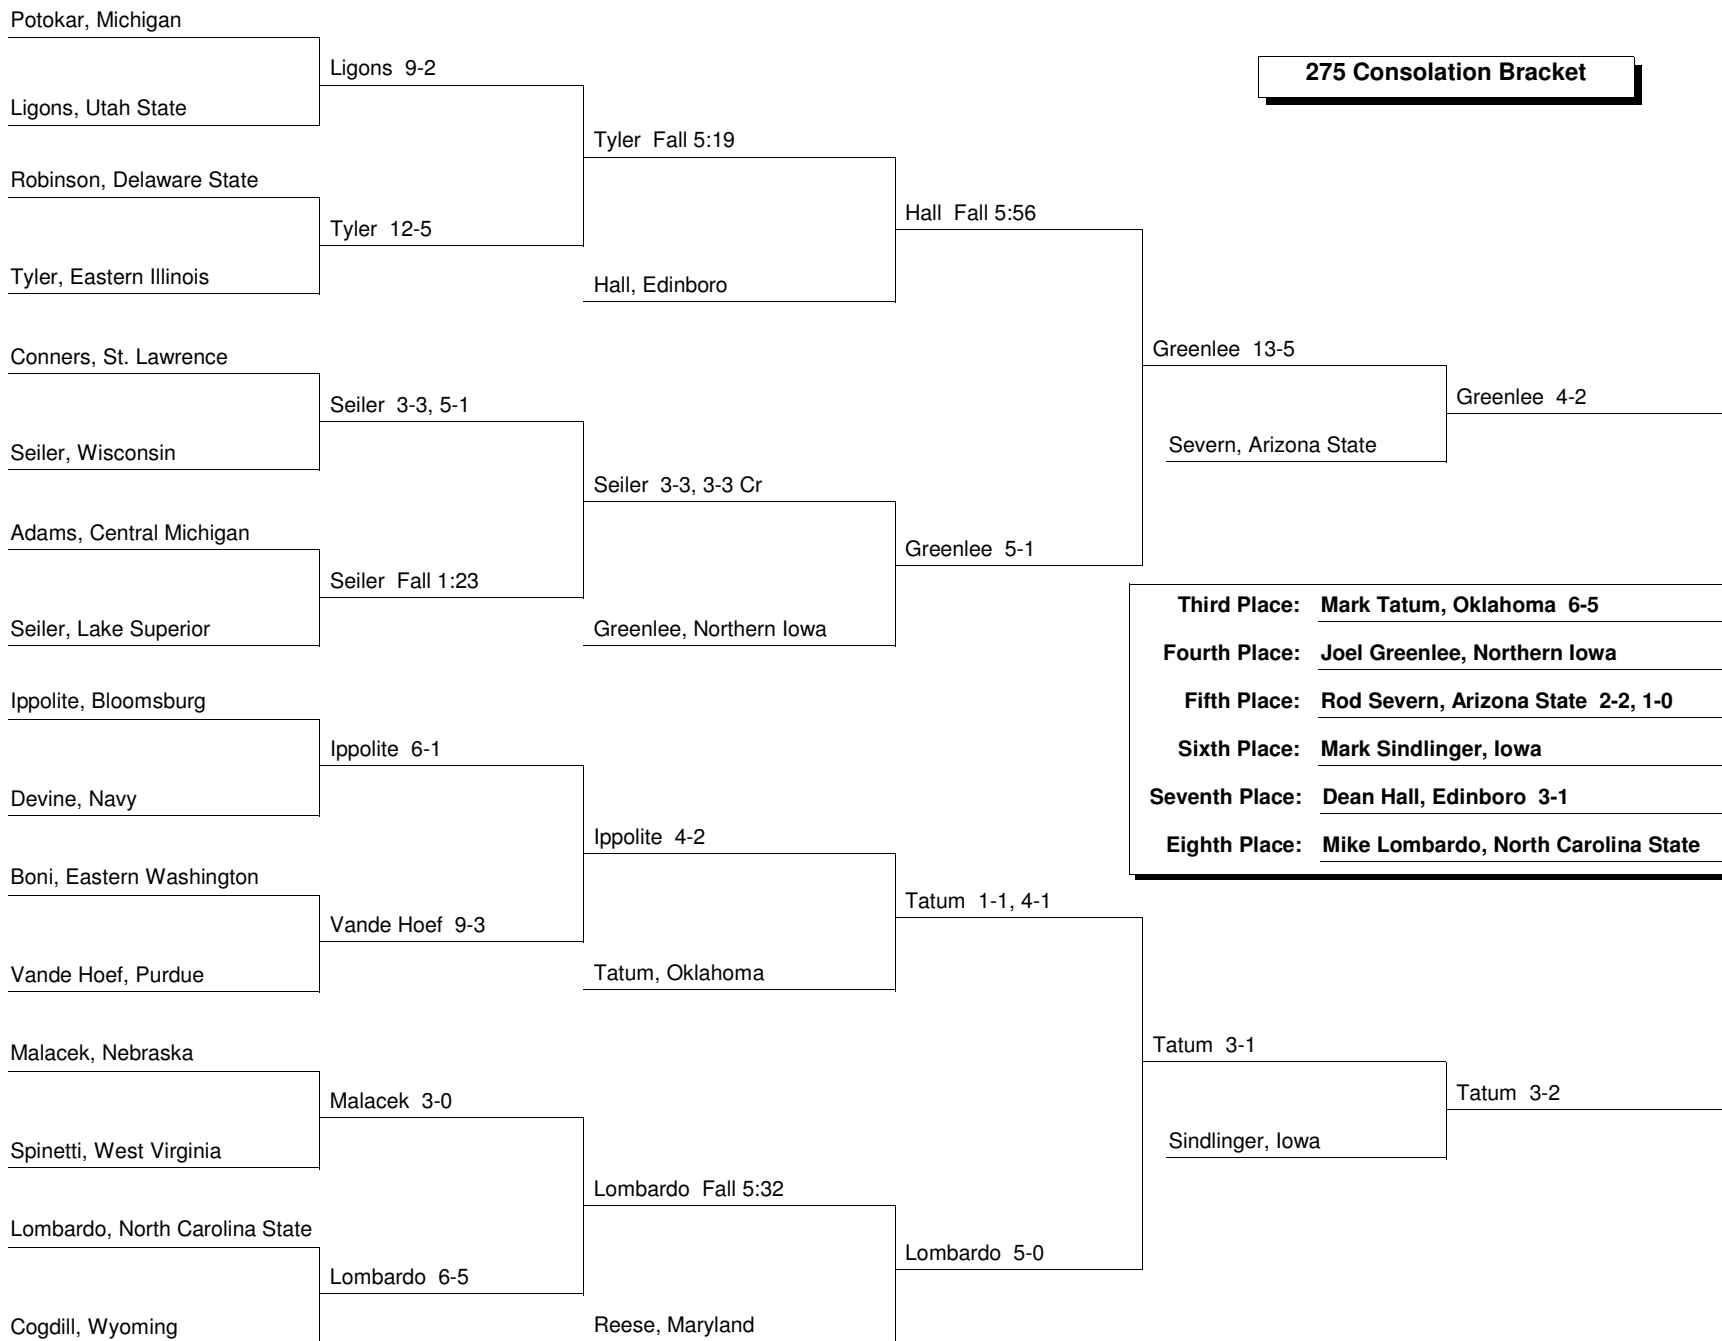 Potokar, Michigan
Ligons  9-2
275 Consolation Bracket
Ligons, Utah State
Tyler  Fall 5:19
Robinson, Delaware State
Hall  Fall 5:56
Tyler  12-5
Tyler, Eastern Illinois
Hall, Edinboro
Conners, St. Lawrence
Greenlee  13-5
Seiler  3-3, 5-1
Greenlee  4-2
Seiler, Wisconsin
Severn, Arizona State
Seiler  3-3, 3-3 Cr
Adams, Central Michigan
Greenlee  5-1
Seiler  Fall 1:23
Seiler, Lake Superior
Greenlee, Northern Iowa
Third Place: Mark Tatum, Oklahoma  6-5
Fourth Place: Joel Greenlee, Northern Iowa
Fifth Place: Rod Severn, Arizona State  2-2, 1-0
Sixth Place: Mark Sindlinger, Iowa
Seventh Place: Dean Hall, Edinboro  3-1
Eighth Place: Mike Lombardo, North Carolina State
Ippolite, Bloomsburg
Ippolite  6-1
Devine, Navy
Ippolite  4-2
Boni, Eastern Washington
Tatum  1-1, 4-1
Vande Hoef  9-3
Vande Hoef, Purdue
Tatum, Oklahoma
Malacek, Nebraska
Tatum  3-1
Malacek  3-0
Tatum  3-2
Spinetti, West Virginia
Sindlinger, Iowa
Lombardo  Fall 5:32
Lombardo, North Carolina State
Lombardo  5-0
Lombardo  6-5
Cogdill, Wyoming
Reese, Maryland